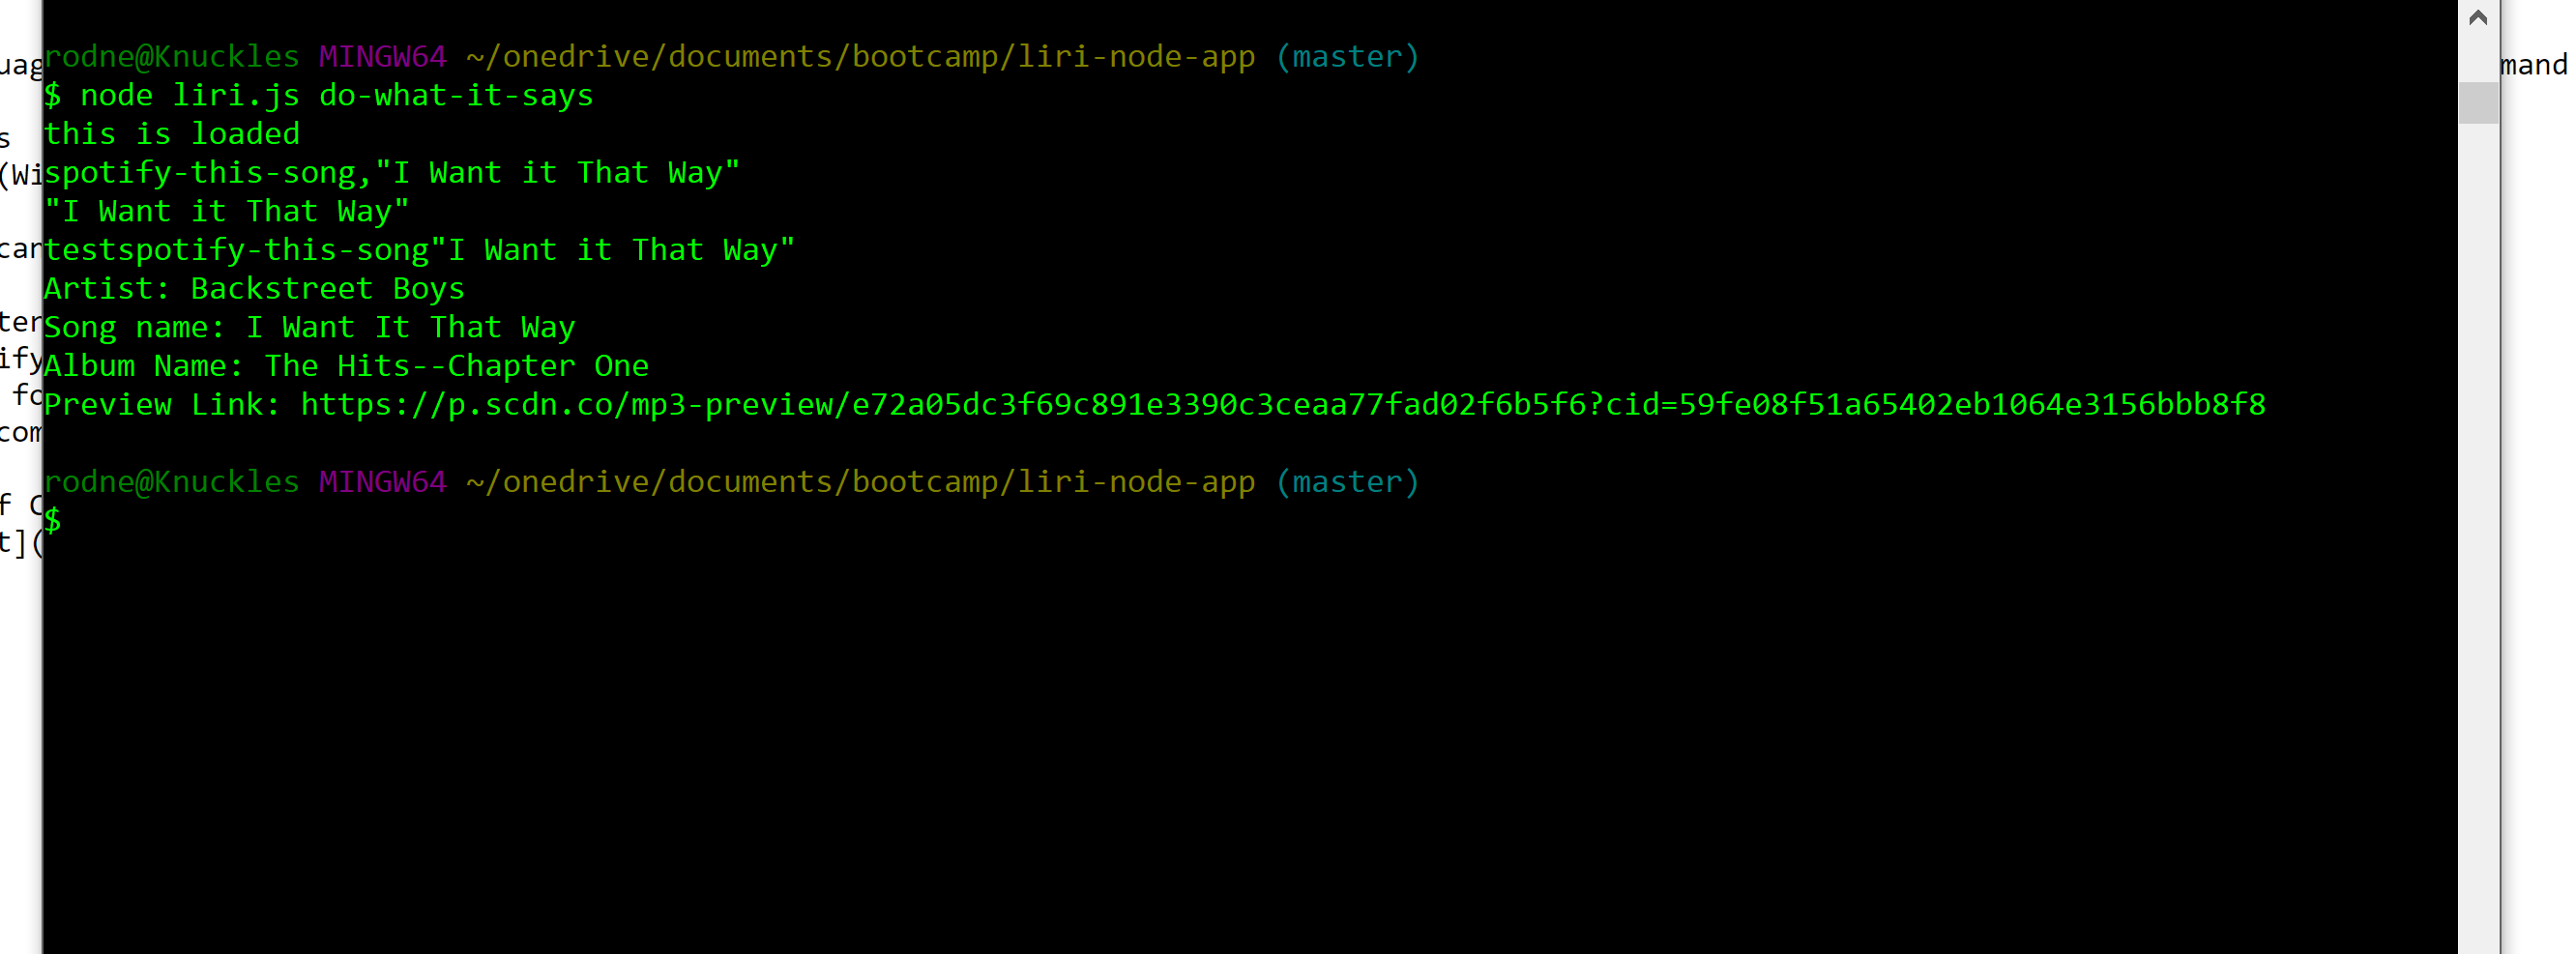 rodne@Knuckles MINGW64 ~/onedrive/documents/bootcamp/liri-node-app (master)
$ node liri.js do-what-it-says
this is loaded
spotify-this-song,"I Want it That Way"
"I Want it That Way"
testspotify-this-song"I Want it That Way"
Artist: Backstreet Boys
Song name: I Want It That Way
Album Name: The Hits--Chapter One
Preview Link: https://p.scdn.co/mp3-preview/e72a05dc3f69c891e3390c3ceaa77fad02f6b5f6?cid=59fe08f51a65402eb1064e3156bbb8f8
rodne@Knuckles MINGW64 ~/onedrive/documents/bootcamp/liri-node-app (master)
$
uag
s
(Wi
car
ter
ify
fo
com
f C
t](
mand